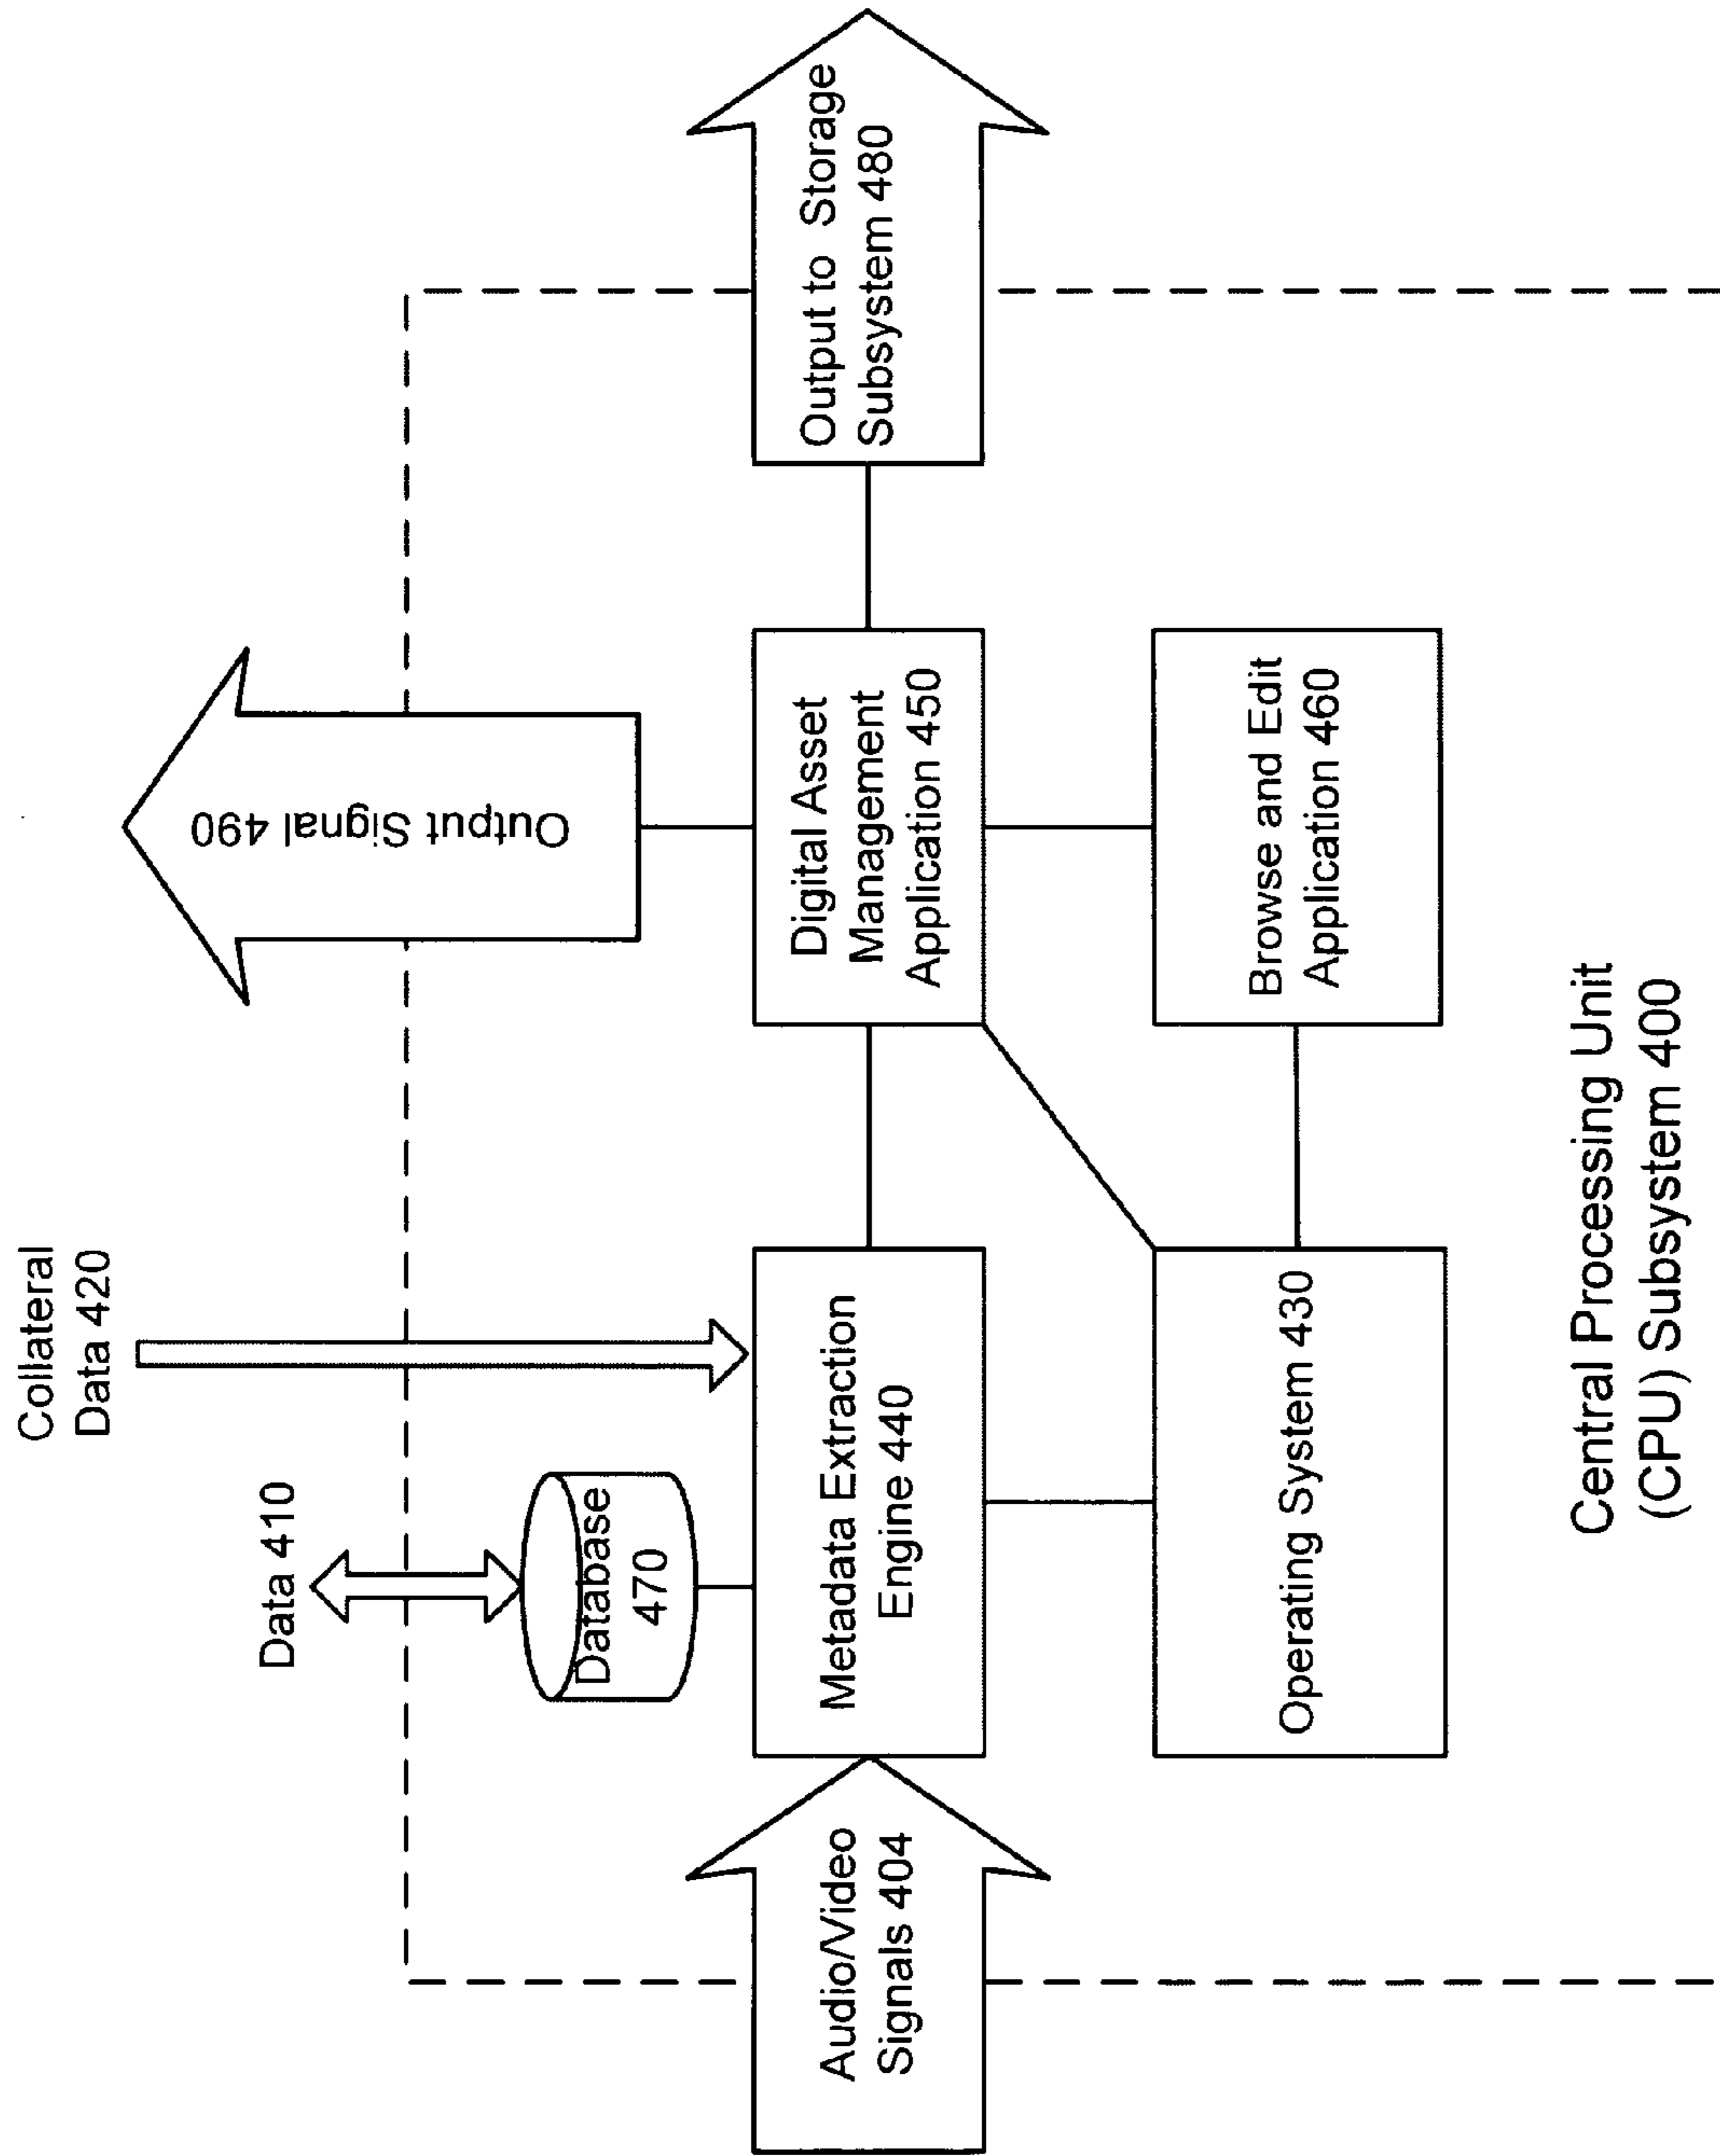 Collateral
Data 420
Data 410
Database
470
Output Signal 490
Audio/Video
Signals 404
Metadata Extraction
Engine 440
Digital Asset
Management
Application 450
Output to Storage
Subsystem 480
Operating System 430
Browse and Edit
Application 460
Central Processing Unit
(CPU) Subsystem 400